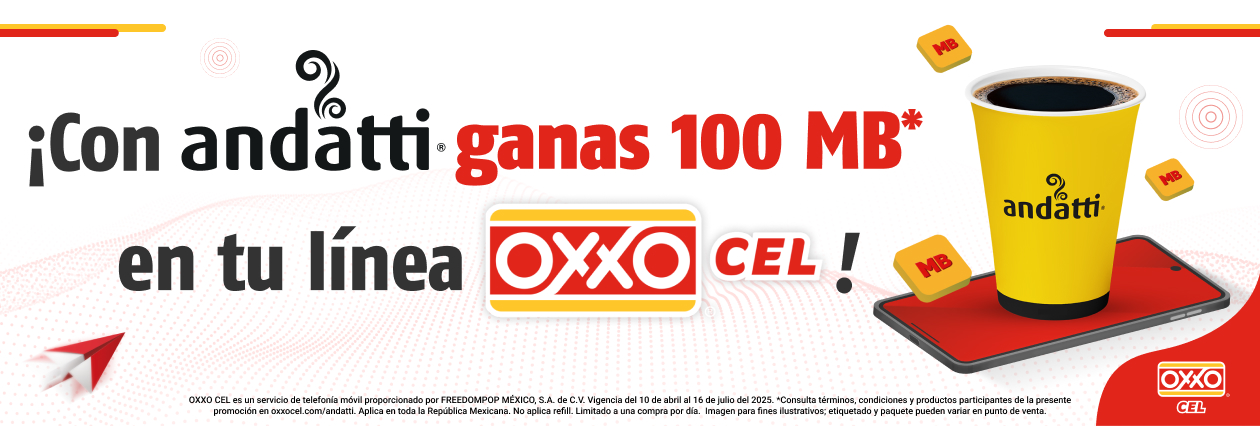 ¡Con andatti® ganas 100 MB*
en tu línea OXXO CEL!
MB
MB
MB
andatti
OXXO CEL es un servicio de telefonía móvil proporcionado por FREEDOMPOP MÉXICO, S.A. de C.V. Vigencia del 10 de abril al 16 de julio del 2025. *Consulta términos, condiciones y productos participantes de la presente
promoción en oxxocel.com/andatti. Aplica en toda la República Mexicana. No aplica refill. Limitado a una compra por día. Imagen para fines ilustrativos; etiquetado y paquete pueden variar en punto de venta.
OXXO
CEL